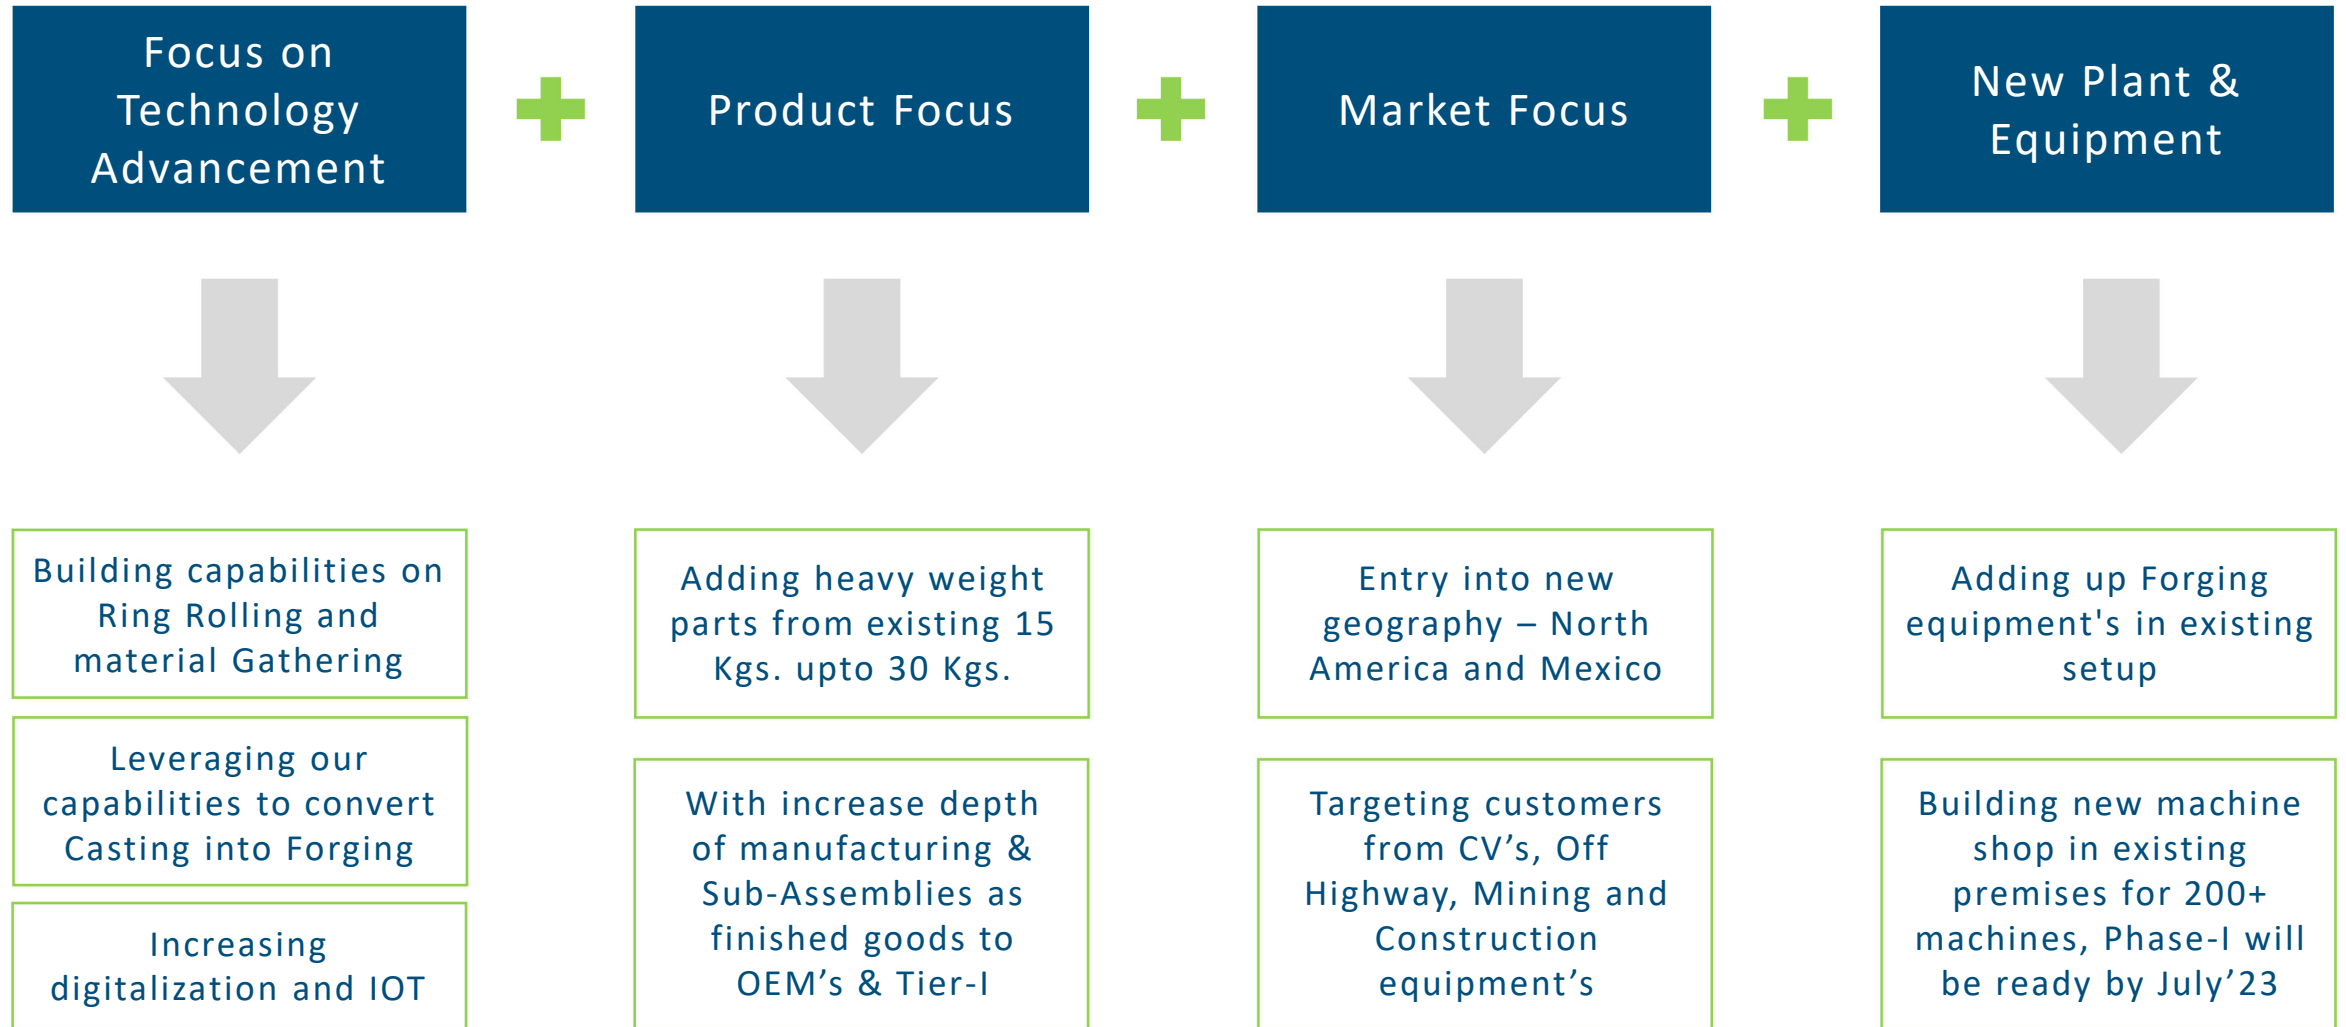 Focus on
Technology
Advancement
Product Focus
Market Focus
New Plant &
Equipment
Building capabilities on
Ring Rolling and
material Gathering
Leveraging our
capabilities to convert
Casting into Forging
Increasing
digitalization and IOT
Adding heavy weight
parts from existing 15
Kgs. upto 30 Kgs.
With increase depth
of manufacturing &
Sub-Assemblies as
finished goods to
OEM’s & Tier-I
Entry into new
geography – North
America and Mexico
Targeting customers
from CV’s, Off
Highway, Mining and
Construction
equipment’s
Adding up Forging
equipment's in existing
setup
Building new machine
shop in existing
premises for 200+
machines, Phase-I will
be ready by July’23